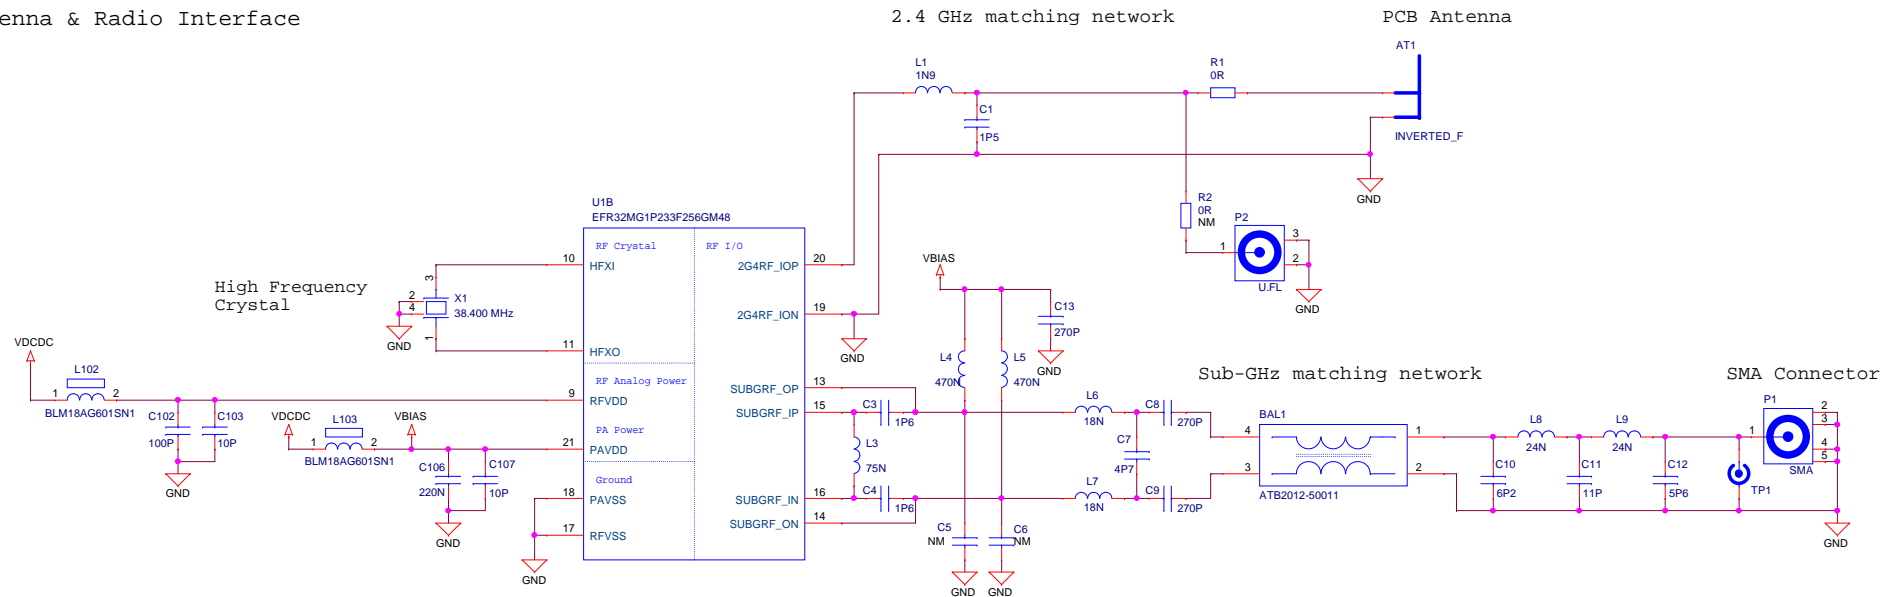 enna & Radio Interface
2.4 GHz matching network
PCB Antenna
AT1
L1
1N9
R1
0R
C1
1P5
INVERTED_F
GND
U1B
EFR32MG1P233F256GM48
R2
0R
NM
P2
1
3
2
U.FL
GND
RF Crystal
RF I/O
10
HFXI
2G4RF_IOP
20
VBIAS
High Frequency
Crystal
3
2
4
X1
38.400 MHz
1
GND
2G4RF_ION
19
GND
C13
270P
GND
11
HFXO
VDCDC
L102
1
2
BLM18AG601SN1
L4
470N
L5
470N
Sub-GHz matching network
SMA Connector
RF Analog Power
9
RFVDD
SUBGRF_OP
13
SUBGRF_IP
15
C102
100P
C103
10P
GND
VDCDC
L103
1
2
BLM18AG601SN1
VBIAS
PA Power
21
PAVDD
C3
1P6
L3
75N
L6
18N
C8
270P
C7
4P7
BAL1
4
1
3
2
ATB2012-50011
L8
24N
L9
24N
P1
1
2
3
4
5
SMA
C106
220N
C107
10P
GND
Ground
18
PAVSS
17
RFVSS
GND
SUBGRF_IN
16
SUBGRF_ON
14
C4
1P6
L7
18N
C9
270P
C10
6P2
C11
11P
C12
5P6
TP1
C5
NM
C6
NM
GND
GND
GND